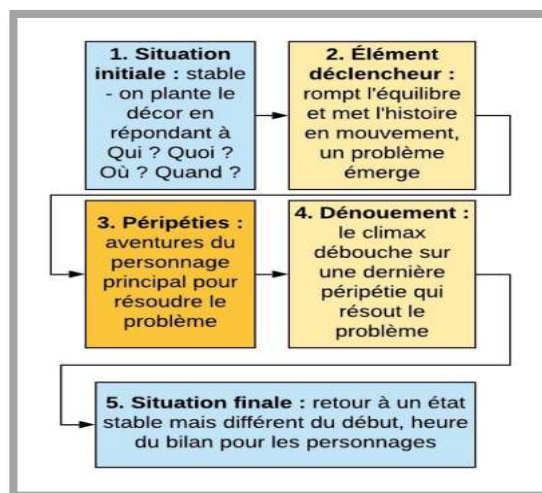 1. Situation
initiale : stable
- on plante le
décor en
répondant à
Qui ? Quoi ?
Où ? Quand ?
2. Élément
déclencheur :
rompt l'équilibre
et met l'histoire
en mouvement,
un problème
émerge
3. Péripéties :
aventures du
personnage
principal pour
résoudre le
problème
4. Dénouement :
le climax
débouche sur
une dernière
péripétie qui
résout le
problème
5. Situation finale : retour à un état
stable mais différent du début, heure
du bilan pour les personnages